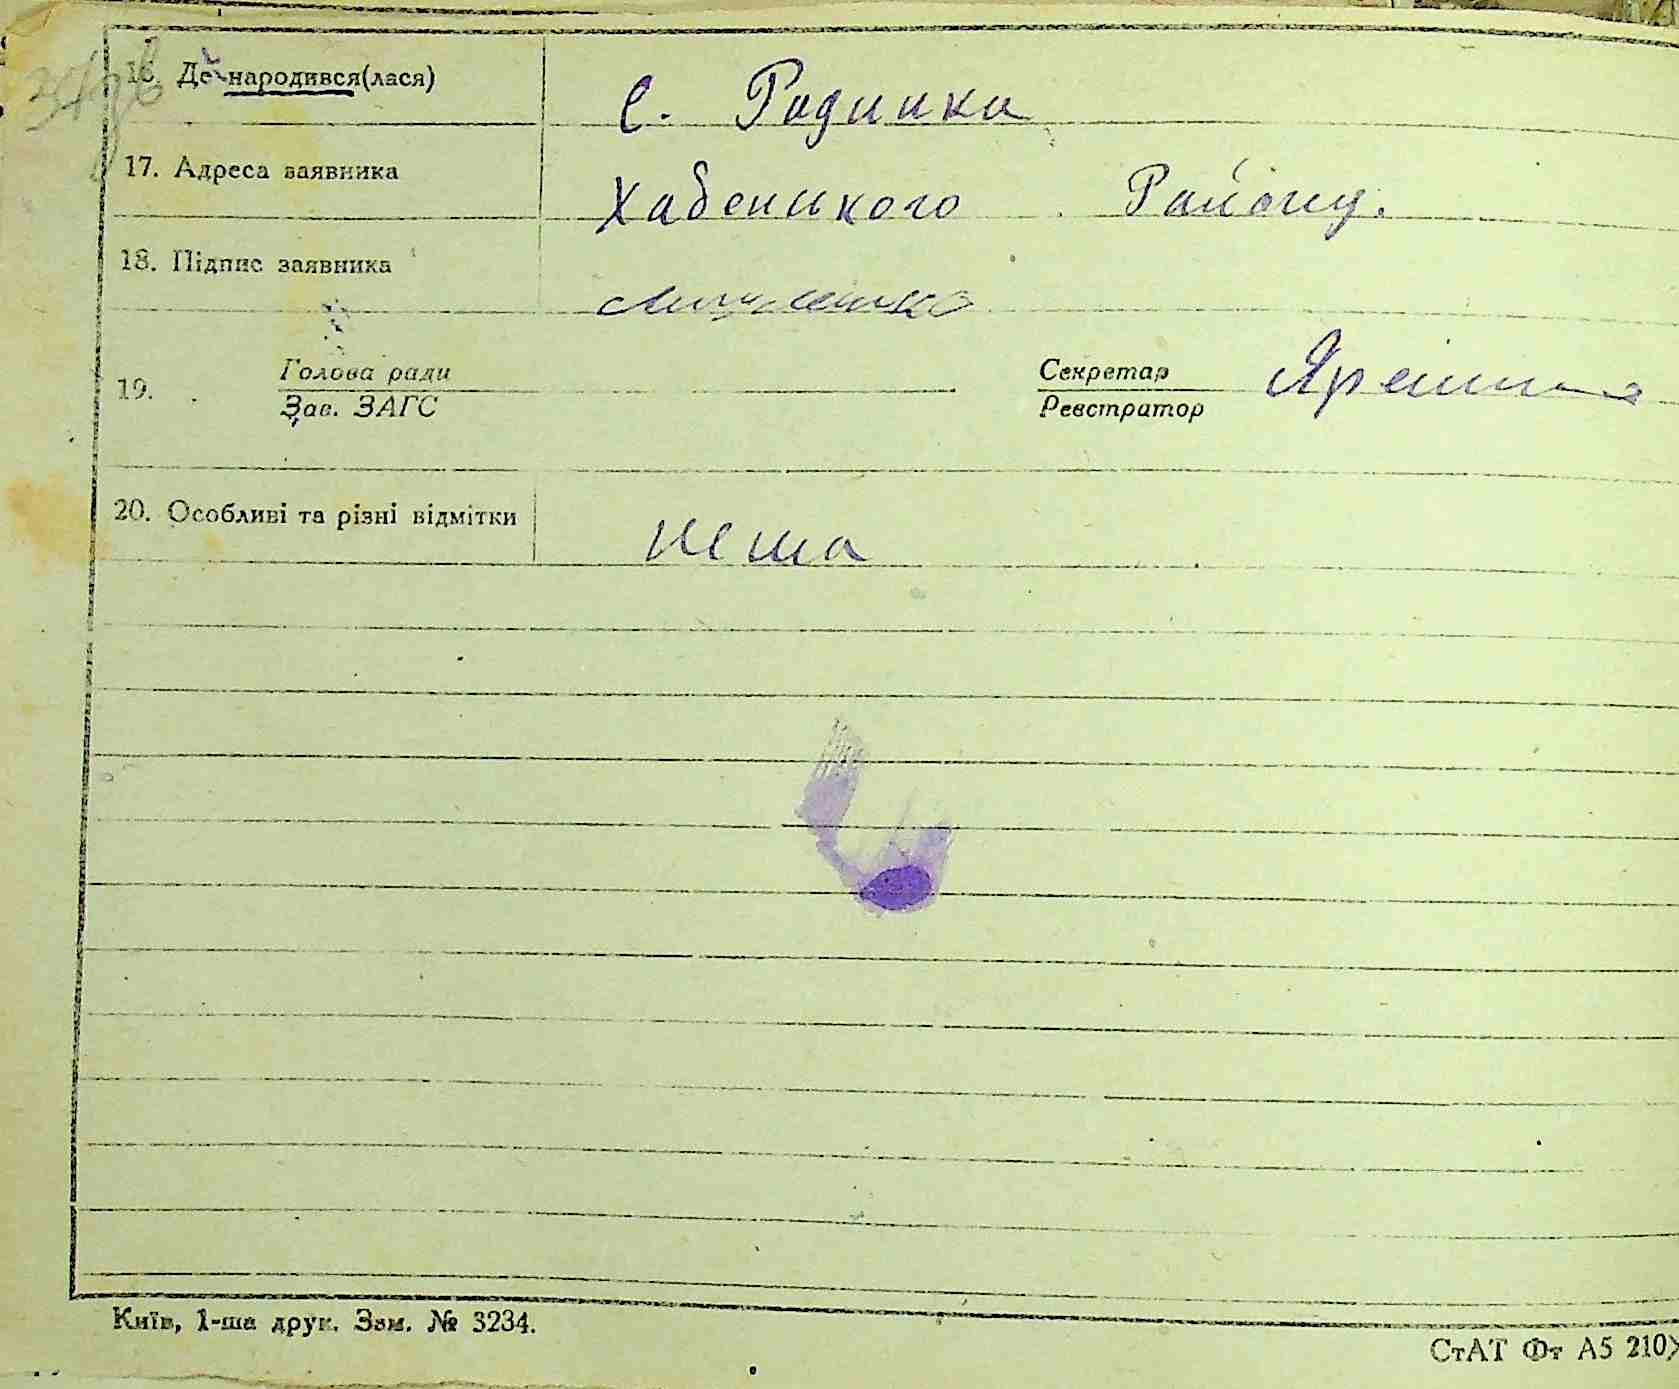 16. Де народився(лася) с. Радинка
17. Адреса заявника Хабенського Району.
18. Підпис заявника
19. Голова ради Секретар
Зав. ЗАГС Реєстратор
20. Особливі та різні відмітки нема
Київ, 1-ша друк. Зам. № 3234.
СтАТ Фт А5 210X